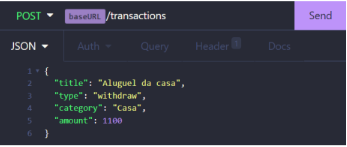 POST baseURL /transactions Send
JSON Auth Query Header 1 Docs
1 {
2 "title": "Aluguel da casa",
3 "type": "withdraw",
4 "category": "Casa",
5 "amount": 1100
6 }